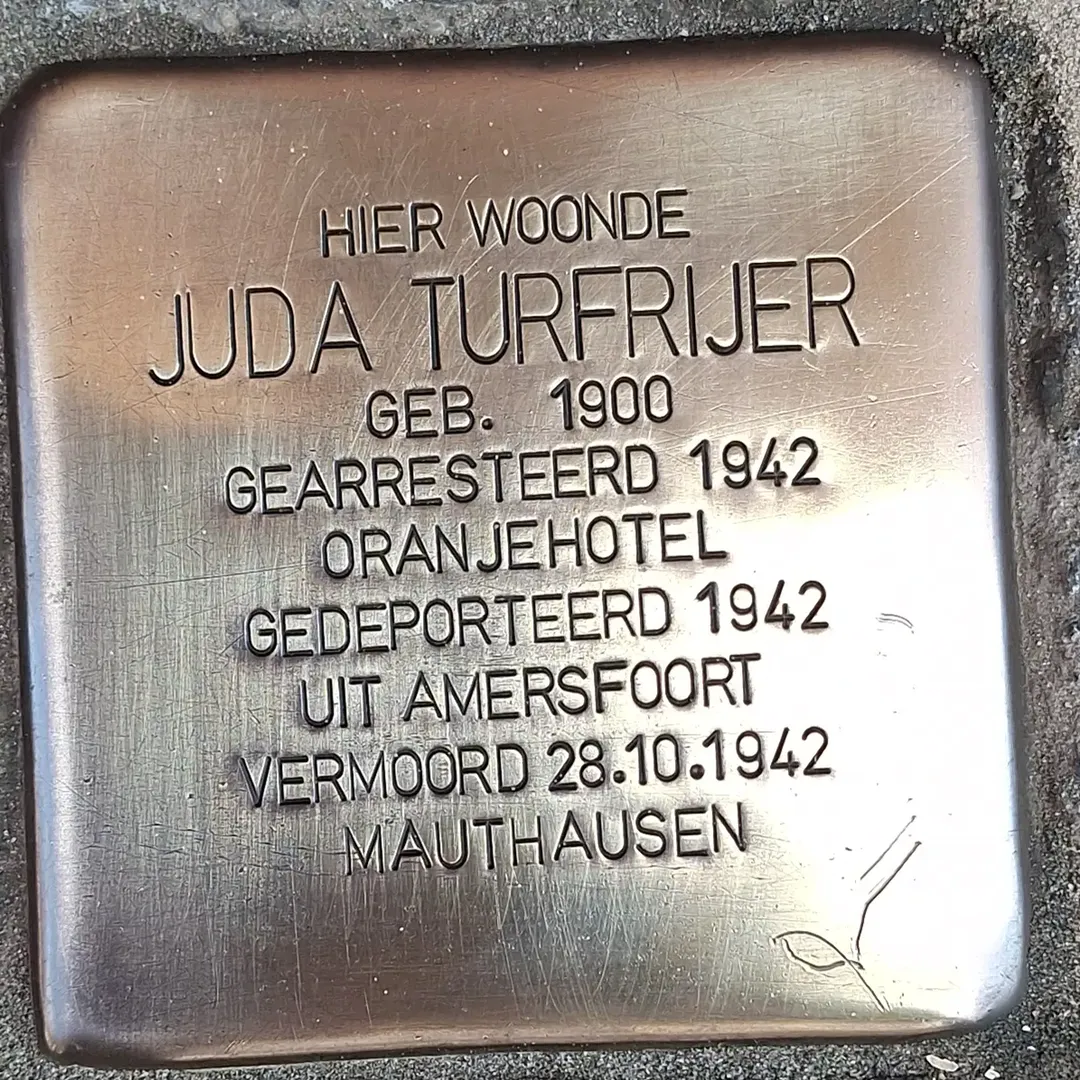 HIER WOONDE
JUDA TURFRIJER
GEB. 1900
GEARRESTEERD 1942
ORANJEHOTEL
GEDEPORTEERD 1942
UIT AMERSFOORT
VERMOORD 28.10.1942
MAUTHAUSEN